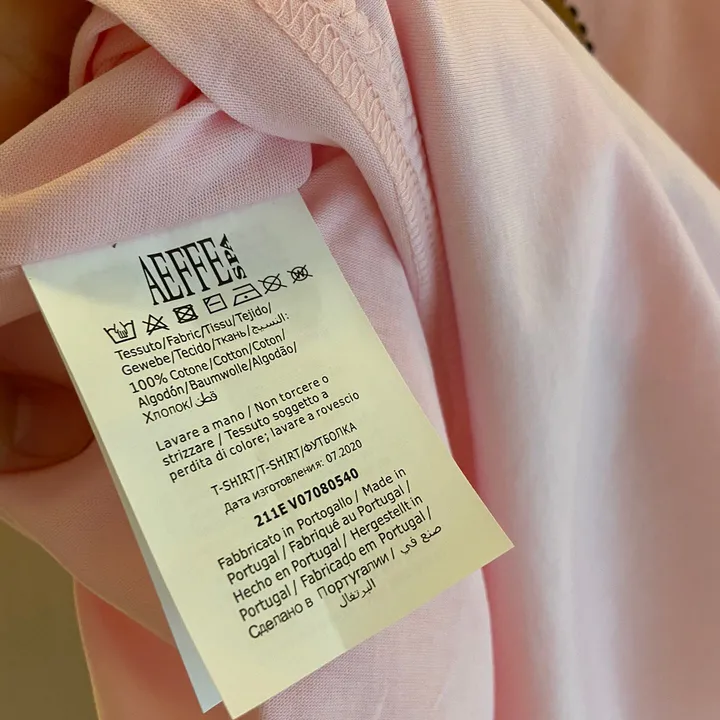 AEFFE SPA
Tessuto/Fabric/Tissu/Tejido/
Gewebe/Tecido/ткань/النسيج:
100% Cotone/Cotton/Coton/
Algodón/Baumwolle/Algodão/
Хлопок/قطن
Lavare a mano / Non torcere o
strizzare / Tessuto soggetto a
perdita di colore; lavare a rovescio
T-SHIRT/T-SHIRT/ФУТБОЛКА
Дата изготовления: 07.2020
211E V07080540
Fabbricato in Portogallo / Made in
Portugal / Fabriqué au Portugal /
Hecho en Portugal / Hergestellt in
Portugal / Fabricado em Portugal /
Сделано в Португалии / صنع في
البرتغال